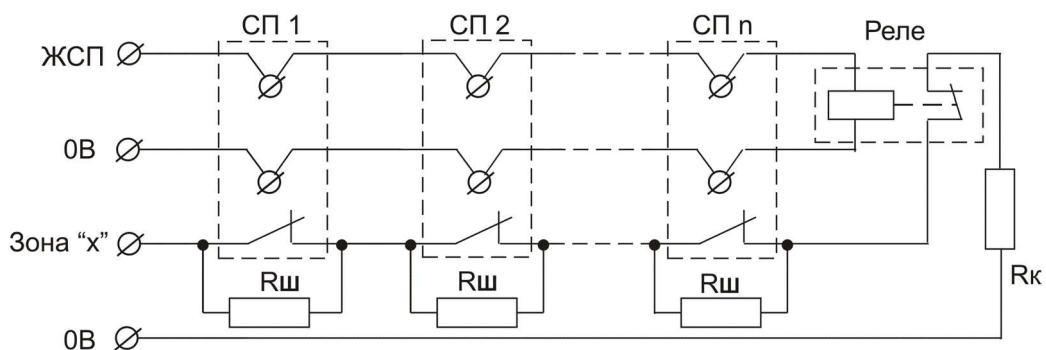 СП 1
СП 2
СП n
Реле
ЖСП
0В
Зона “х”
Rш
Rш
Rш
Rк
0В